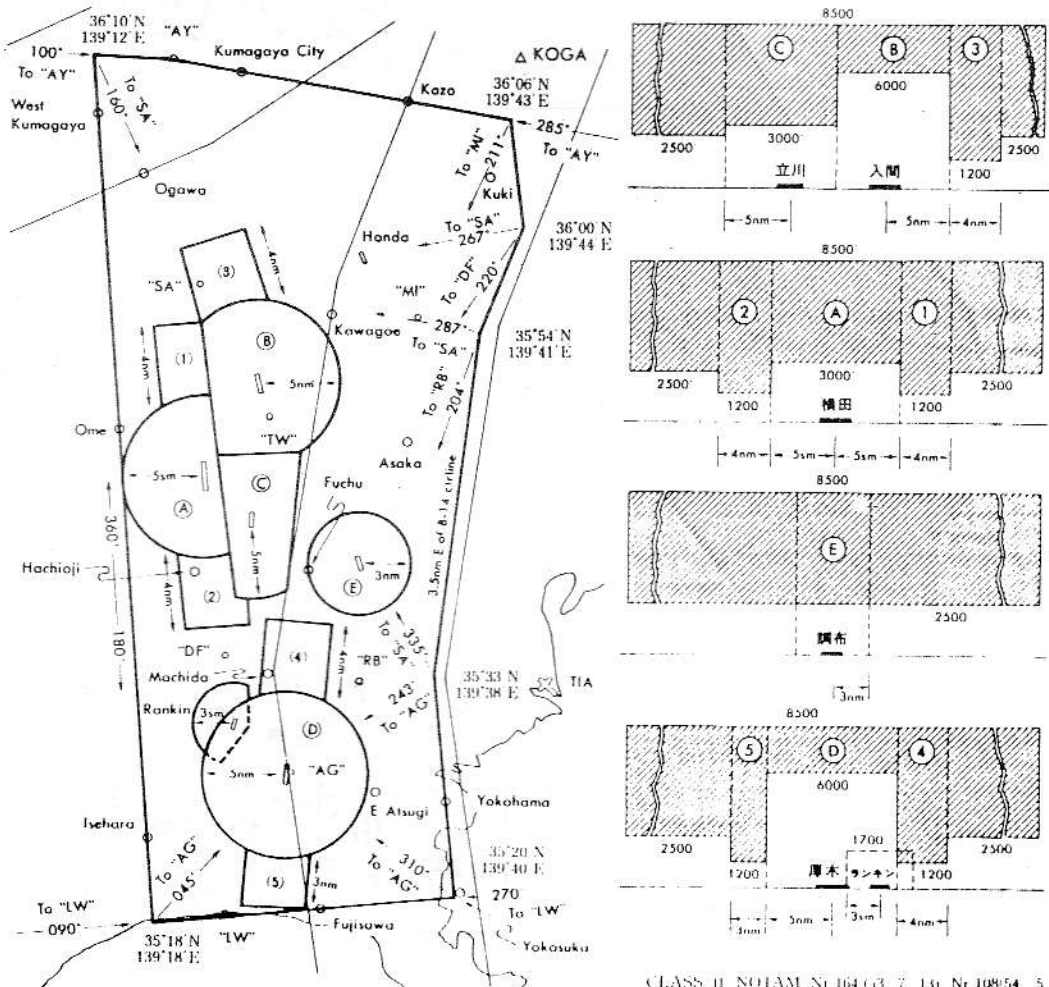 36°10' N
139°12' E
"AY"
Kumagaya City
△ KOGA
100°
To "AY"
36°06' N
139°43' E
Kazo
West
Kumagaya
To "SA"
160°
285°
To "AY"
To "MI"
211°
Kuki
Ogawa
To "SA"
267°
36°00' N
139°44' E
Honda
To "DF"
220°
(3)
4nm
"SA"
"MI"
287°
To "SA"
35°54' N
139°41' E
Kawagoe
(1)
4nm
B
5nm
To "RB"
204°
Ome
"TW"
Asaka
5sm
A
C
Fuchu
3.5nm E of B-14 ctrline
360°
5nm
E
3nm
Hachioji
4nm
(2)
180°
"DF"
335°
To "SA"
(4)
4nm
"RB"
Machida
243°
To "AG"
35°33' N
139°38' E
TIA
Rankin
3sm
D
5nm
"AG"
E Atsugi
Yokohama
Isehara
To "AG"
045°
310°
To "AG"
35°20' N
139°40' E
(5)
3nm
270
To "LW"
To "LW"
090°
"LW"
Fujisawa
Yokosuka
35°18' N
139°18' E
8500
C
B
3
6000
2500
3000'
1200
2500
立川
入間
5nm
5nm
4nm
8500'
2
A
1
2500'
3000'
2500
1200
横田
1200
4nm
5sm
5sm
4nm
8500
E
2500
調布
3nm
8500
5
D
4
6000
2500
1700
2500
1200
厚木
ランキン
1200
3nm
5nm
3sm
4nm
CLASS II NOTAM Nr